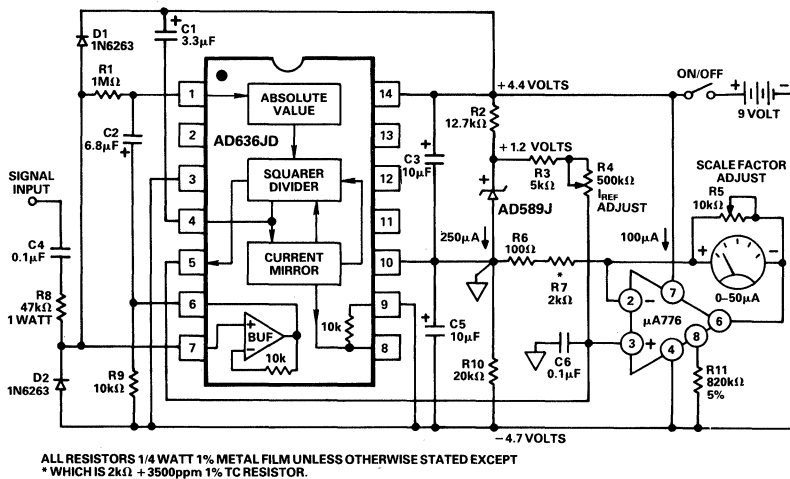 D1
1N6263
C1
3.3μF
+
R1
1MΩ
C2
6.8μF
+
SIGNAL
INPUT
C4
0.1μF
R8
47kΩ
1 WATT
D2
1N6263
R9
10kΩ
AD636JD
ABSOLUTE
VALUE
SQUARER
DIVIDER
CURRENT
MIRROR
BUF
+
−
10k
10k
1
2
3
4
5
6
7
14
13
12
11
10
9
8
+4.4 VOLTS
R2
12.7kΩ
+1.2 VOLTS
+
C3
10μF
+
AD589J
R3
5kΩ
R4
500kΩ
IREF
ADJUST
250μA
R6
100Ω
R7
*
2kΩ
100μA
+
C5
10μF
R10
20kΩ
C6
0.1μF
ON/OFF
+
−
9 VOLT
SCALE FACTOR
ADJUST
R5
10kΩ
+
−
0–50μA
2
−
3
+
μA776
7
6
4
8
R11
820kΩ
5%
−4.7 VOLTS
ALL RESISTORS 1/4 WATT 1% METAL FILM UNLESS OTHERWISE STATED EXCEPT
* WHICH IS 2kΩ +3500ppm 1% TC RESISTOR.